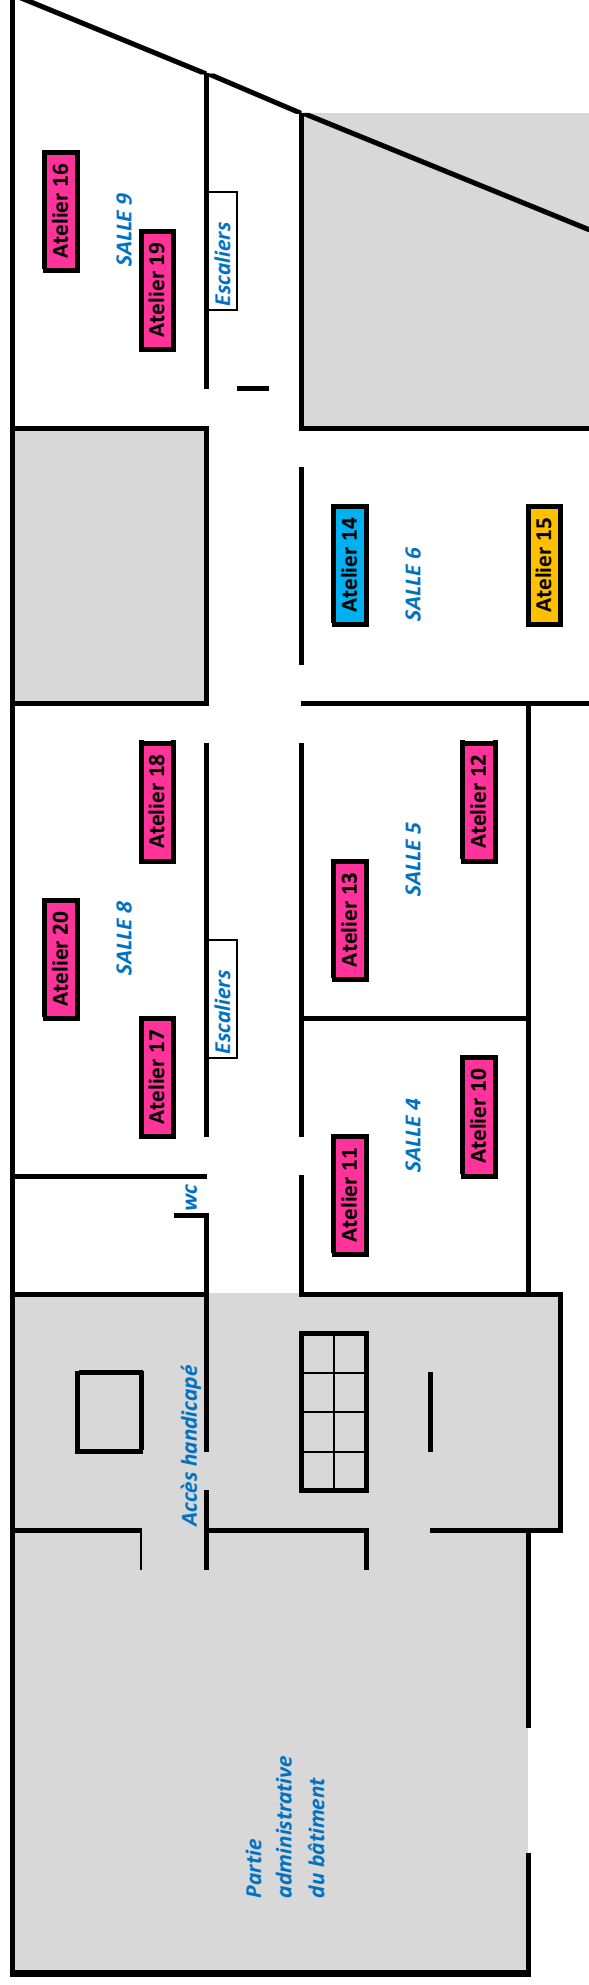 Atelier 16
SALLE 9
Atelier 19
Escaliers
Atelier 14
SALLE 6
Atelier 15
Atelier 18
Atelier 12
SALLE 5
Atelier 13
Atelier 20
SALLE 8
Escaliers
Atelier 17
Atelier 10
SALLE 4
Atelier 11
wc
Accès handicapé
Partie
administrative
du bâtiment